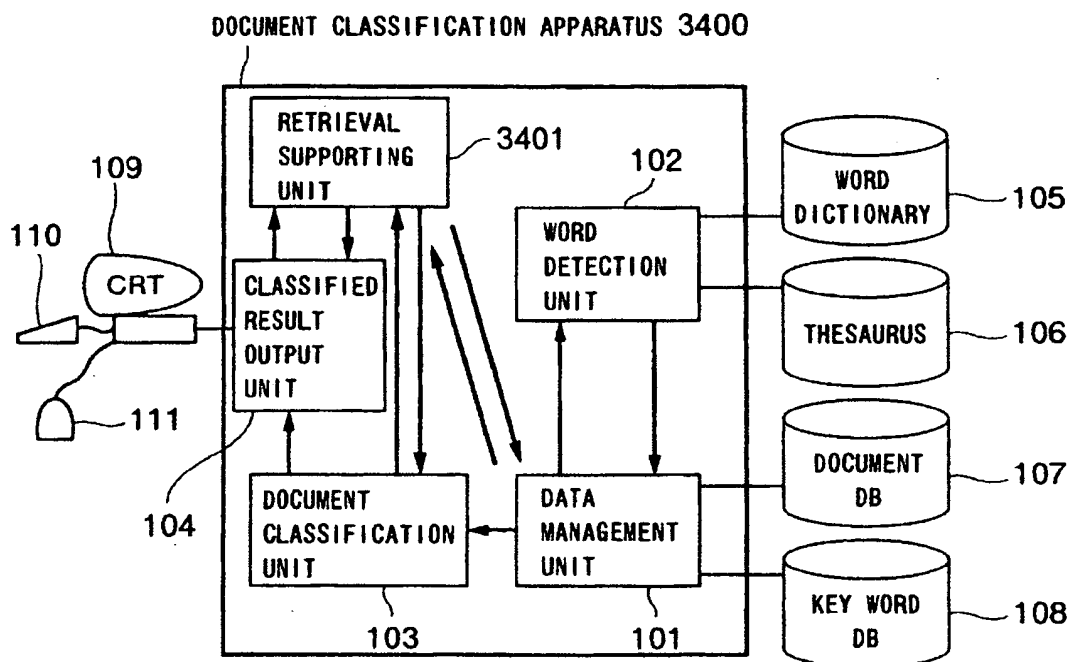 DOCUMENT CLASSIFICATION APPARATUS 3400
RETRIEVAL
SUPPORTING
UNIT
3401
109
110
CRT
111
CLASSIFIED
RESULT
OUTPUT
UNIT
104
102
WORD
DETECTION
UNIT
WORD
DICTIONARY
105
THESAURUS
106
DOCUMENT
CLASSIFICATION
UNIT
103
DATA
MANAGEMENT
UNIT
101
DOCUMENT
DB
107
KEY WORD
DB
108